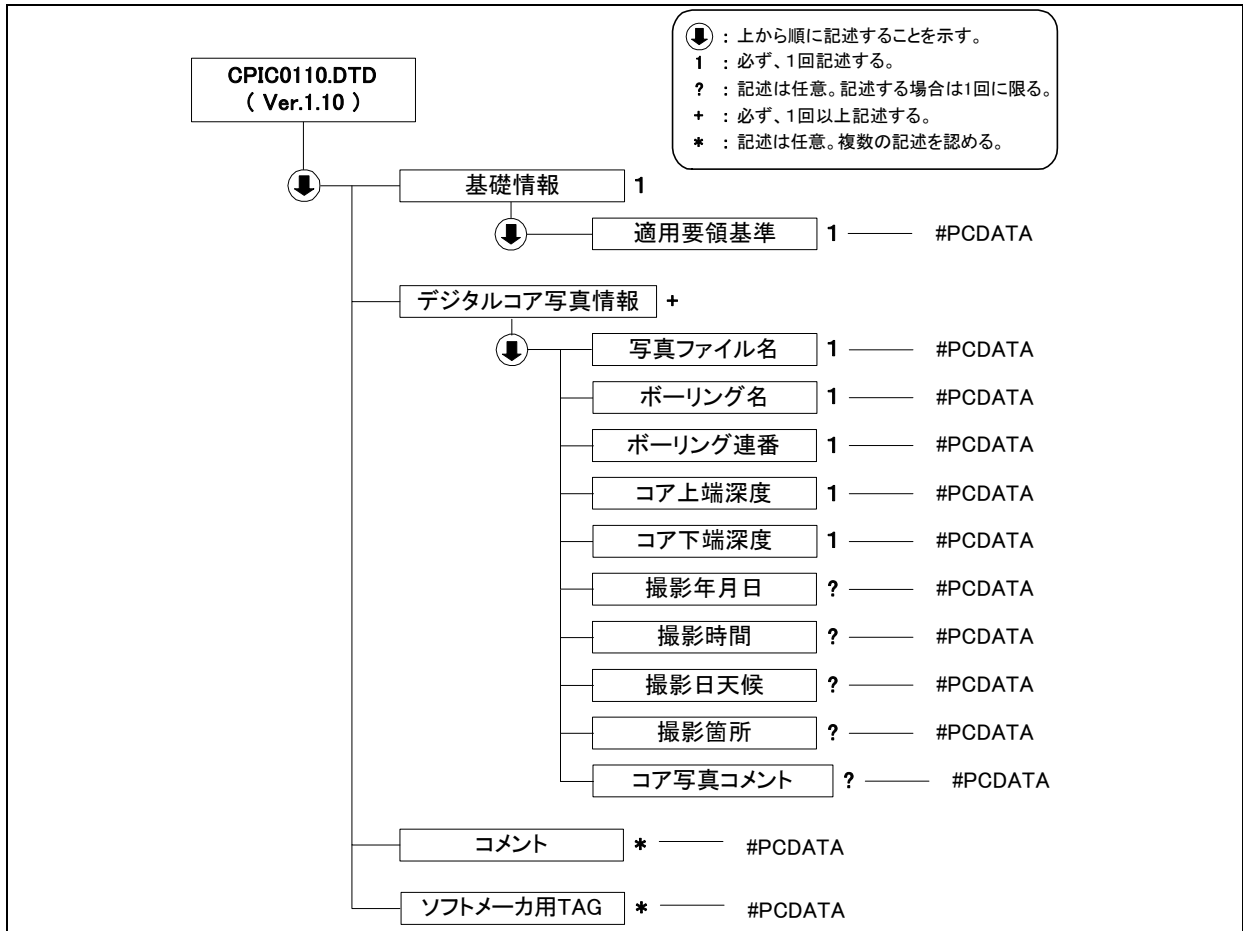 : 上から順に記述することを示す。
1 : 必ず、1回記述する。
? : 記述は任意。記述する場合は1回に限る。
+ : 必ず、1回以上記述する。
* : 記述は任意。複数の記述を認める。
CPIC0110.DTD
( Ver.1.10 )
基礎情報 1
適用要領基準 1 #PCDATA
デジタルコア写真情報 +
写真ファイル名 1 #PCDATA
ボーリング名 1 #PCDATA
ボーリング連番 1 #PCDATA
コア上端深度 1 #PCDATA
コア下端深度 1 #PCDATA
撮影年月日 ? #PCDATA
撮影時間 ? #PCDATA
撮影日天候 ? #PCDATA
撮影箇所 ? #PCDATA
コア写真コメント ? #PCDATA
コメント * #PCDATA
ソフトメーカ用TAG * #PCDATA